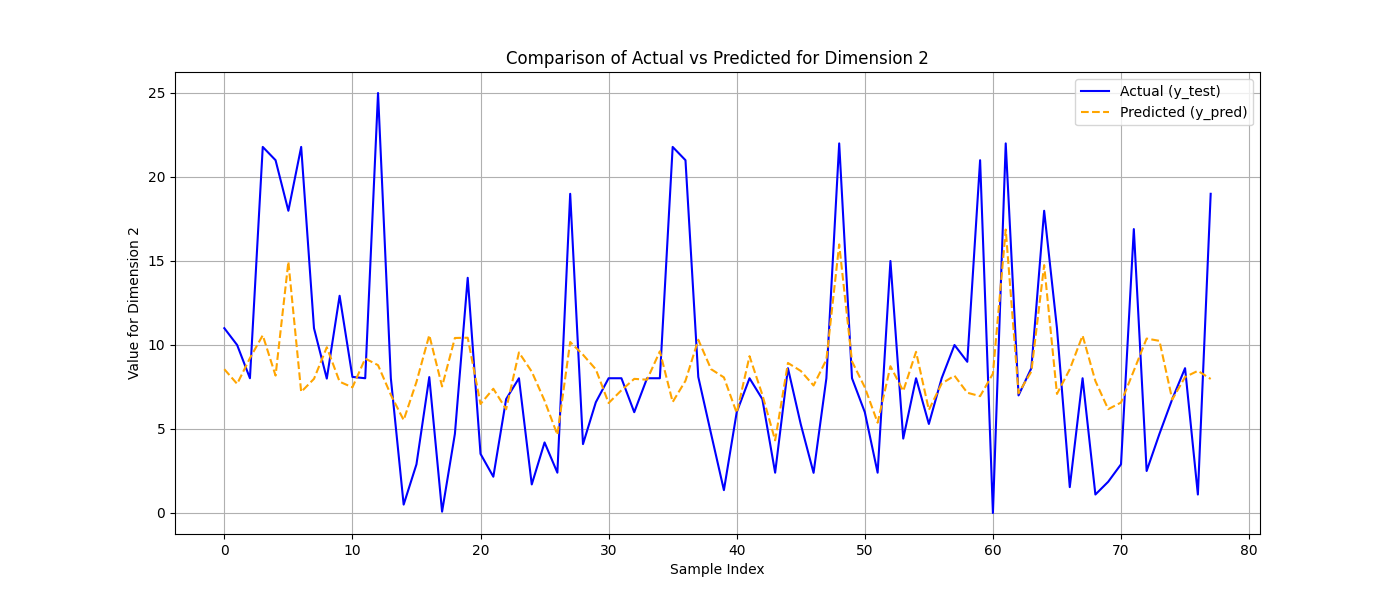 Comparison of Actual vs Predicted for Dimension 2
Actual (y_test)
Predicted (y_pred)
Value for Dimension 2
25
20
15
10
5
0
0 10 20 30 40 50 60 70 80
Sample Index